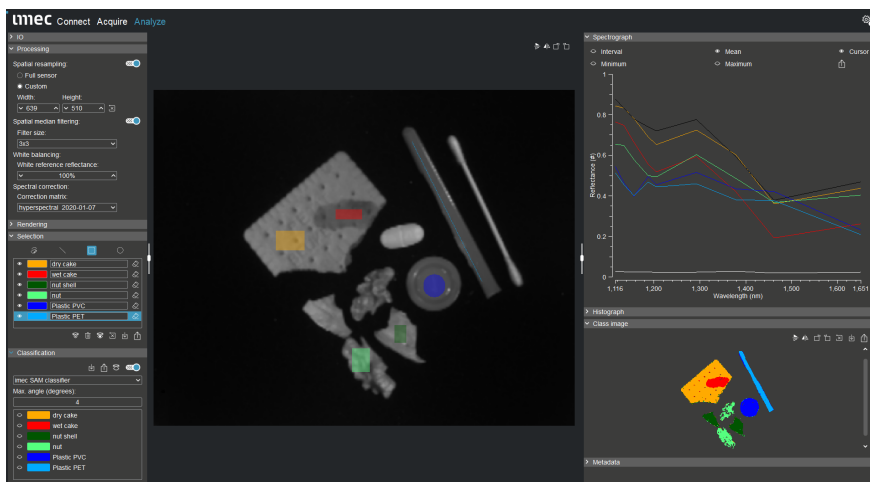 imec Connect Acquire Analyze
IO
Processing
Spatial resampling:
Full sensor
Custom
Width: Height:
639 510
Spatial median filtering:
Filter size:
3x3
White balancing:
White reference reflectance:
100%
Spectral correction:
Correction matrix:
hyperspectral 2020-01-07
Rendering
Selection
dry cake
wet cake
nut shell
nut
Plastic PVC
Plastic PET
Classification
imec SAM classifier
Max. angle (degrees):
4
dry cake
wet cake
nut shell
nut
Plastic PVC
Plastic PET
Spectrograph
Interval Mean Cursor
Minimum Maximum
1
0.8
0.6
0.4
0.2
0
Reflectance (#)
1,116 1,200 1,300 1,400 1,500 1,600 1,651
Wavelength (nm)
Histograph
Class image
Metadata